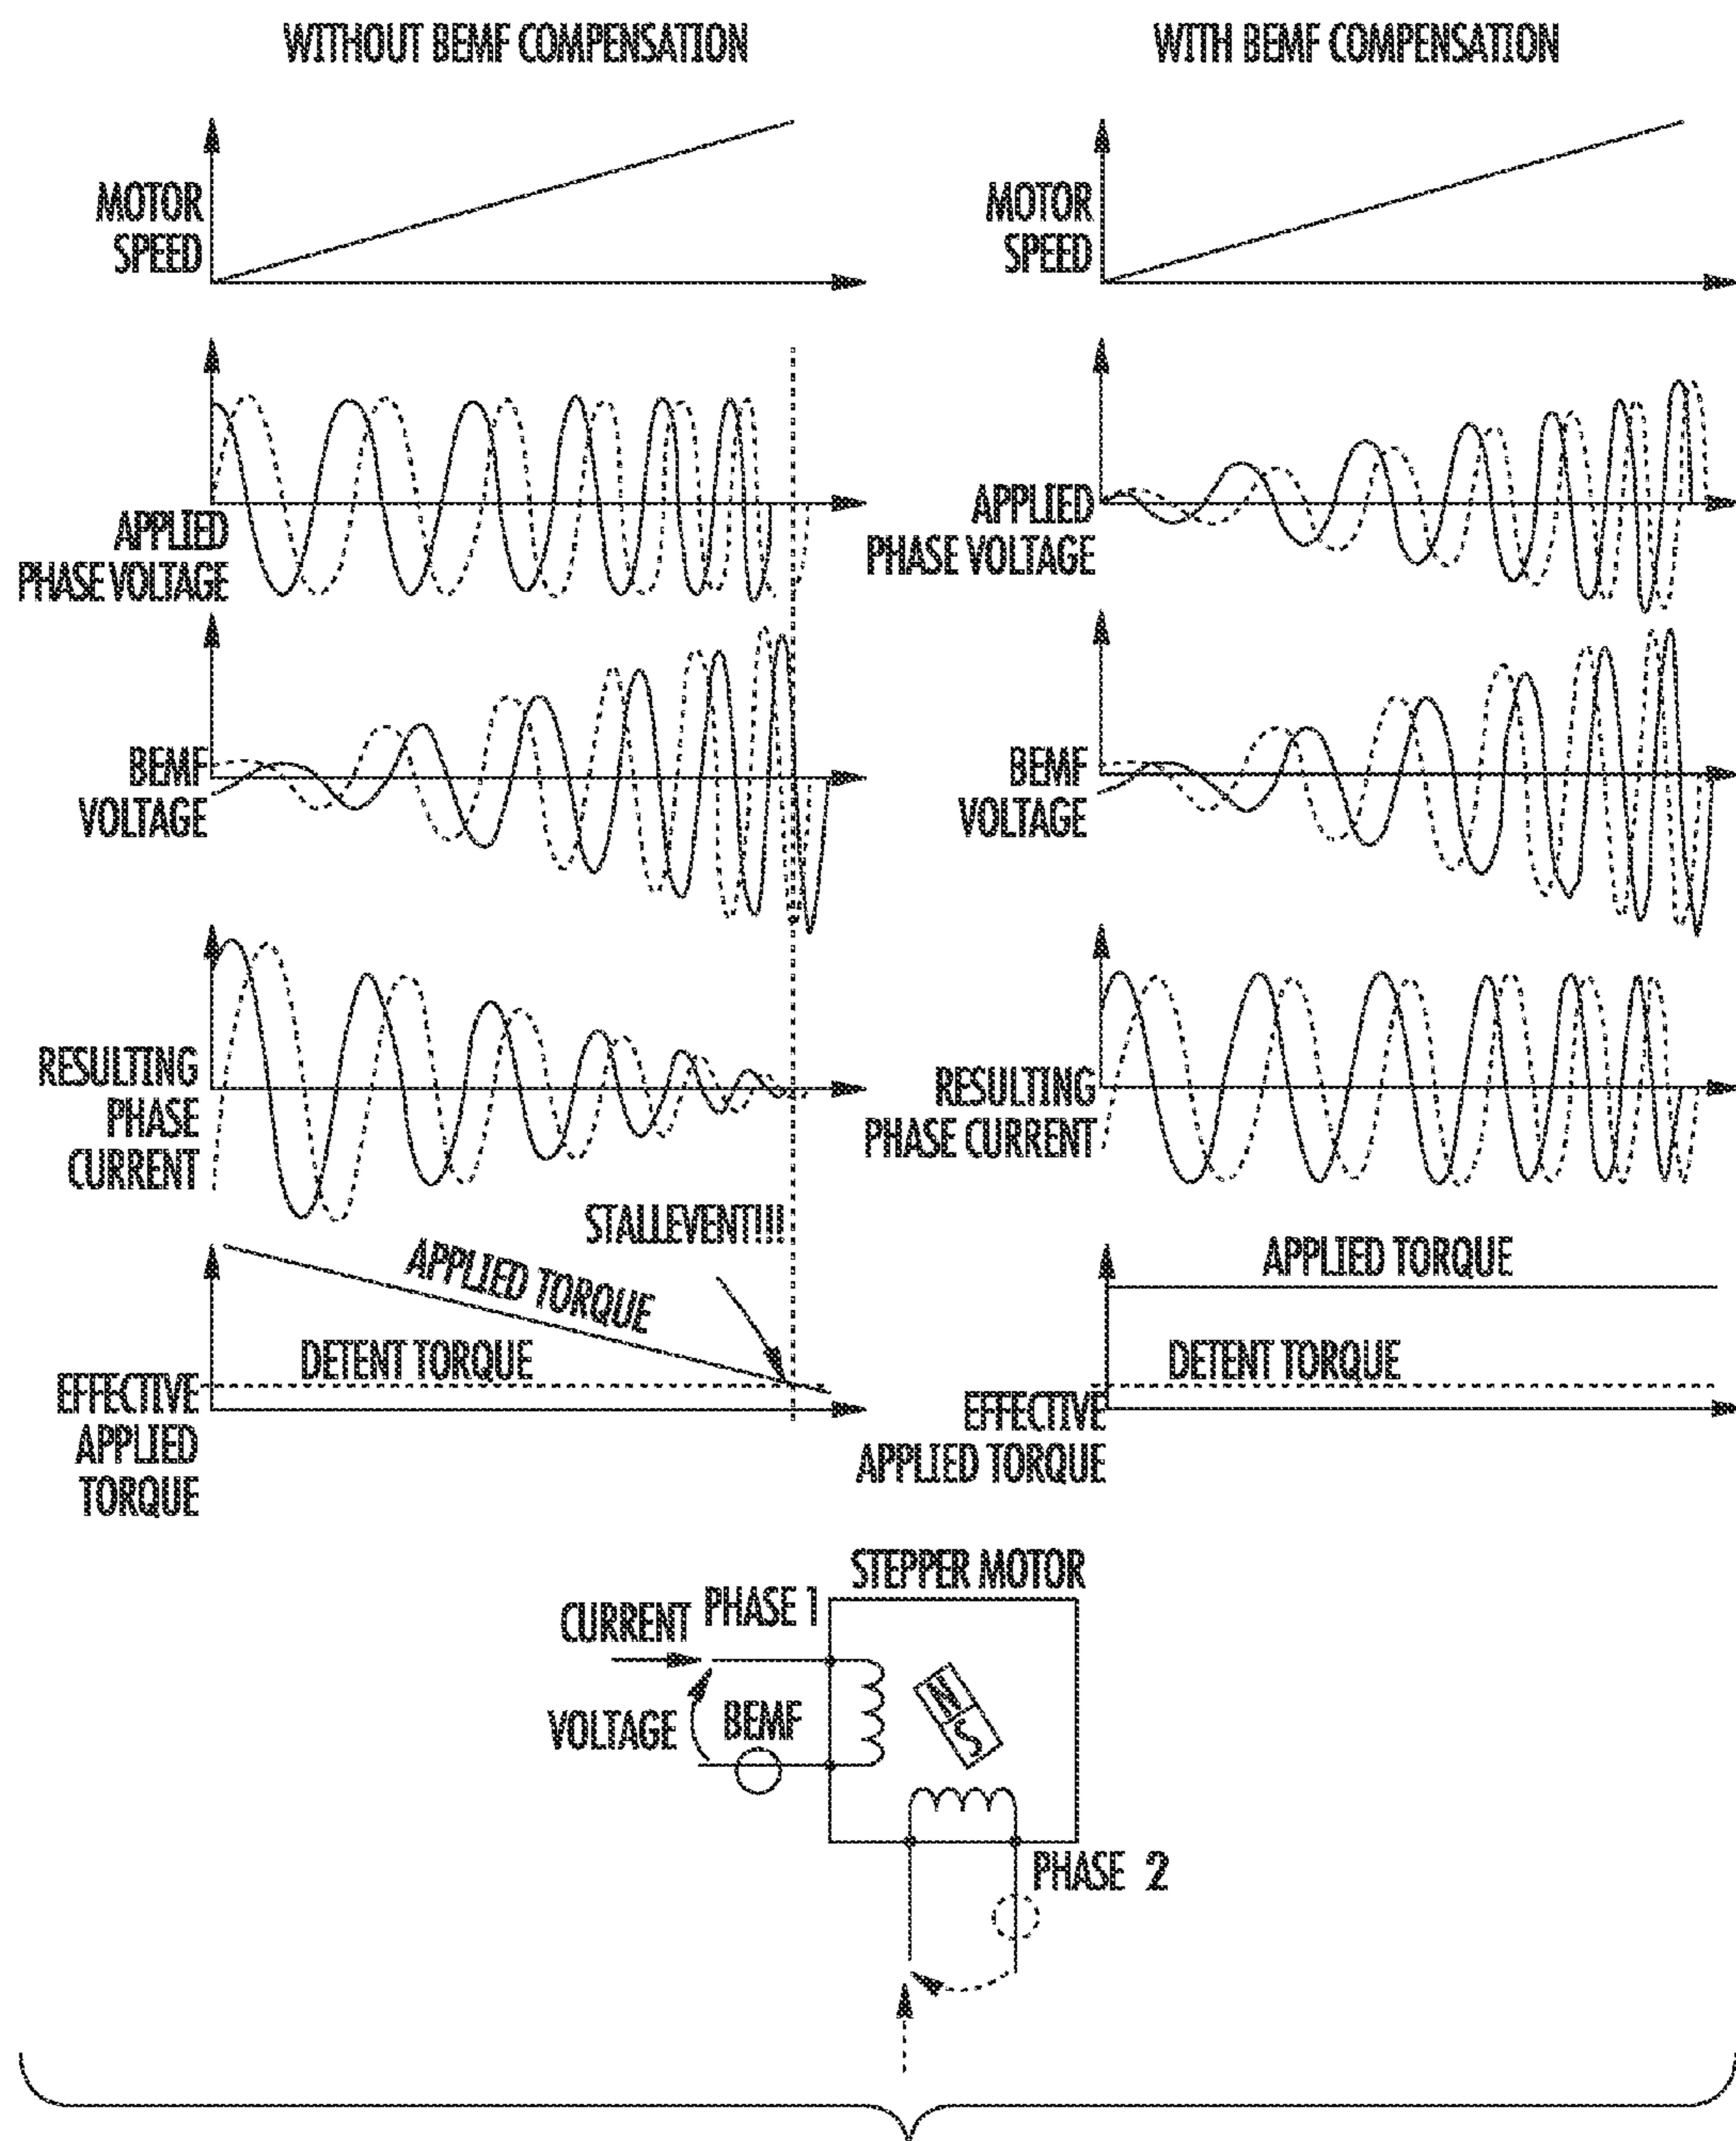 WITHOUT BEMF COMPENSATION
MOTOR
SPEED
APPLIED
PHASE VOLTAGE
BEMF
VOLTAGE
RESULTING
PHASE
CURRENT
STALLEVENT!!!
APPLIED TORQUE
DETENT TORQUE
EFFECTIVE
APPLIED
TORQUE
WITH BEMF COMPENSATION
MOTOR
SPEED
APPLIED
PHASE VOLTAGE
BEMF
VOLTAGE
RESULTING
PHASE CURRENT
APPLIED TORQUE
DETENT TORQUE
EFFECTIVE
APPLIED TORQUE
STEPPER MOTOR
PHASE 1
CURRENT
VOLTAGE
BEMF
N
S
PHASE 2